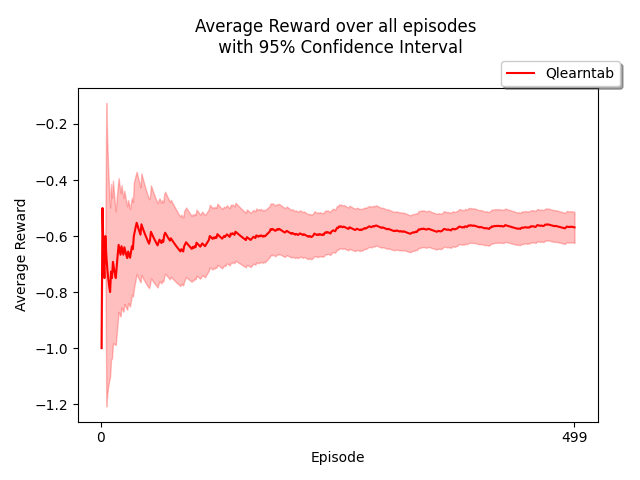 Average Reward over all episodes
with 95% Confidence Interval
Qlearntab
Average Reward
−0.2
−0.4
−0.6
−0.8
−1.0
−1.2
0
499
Episode